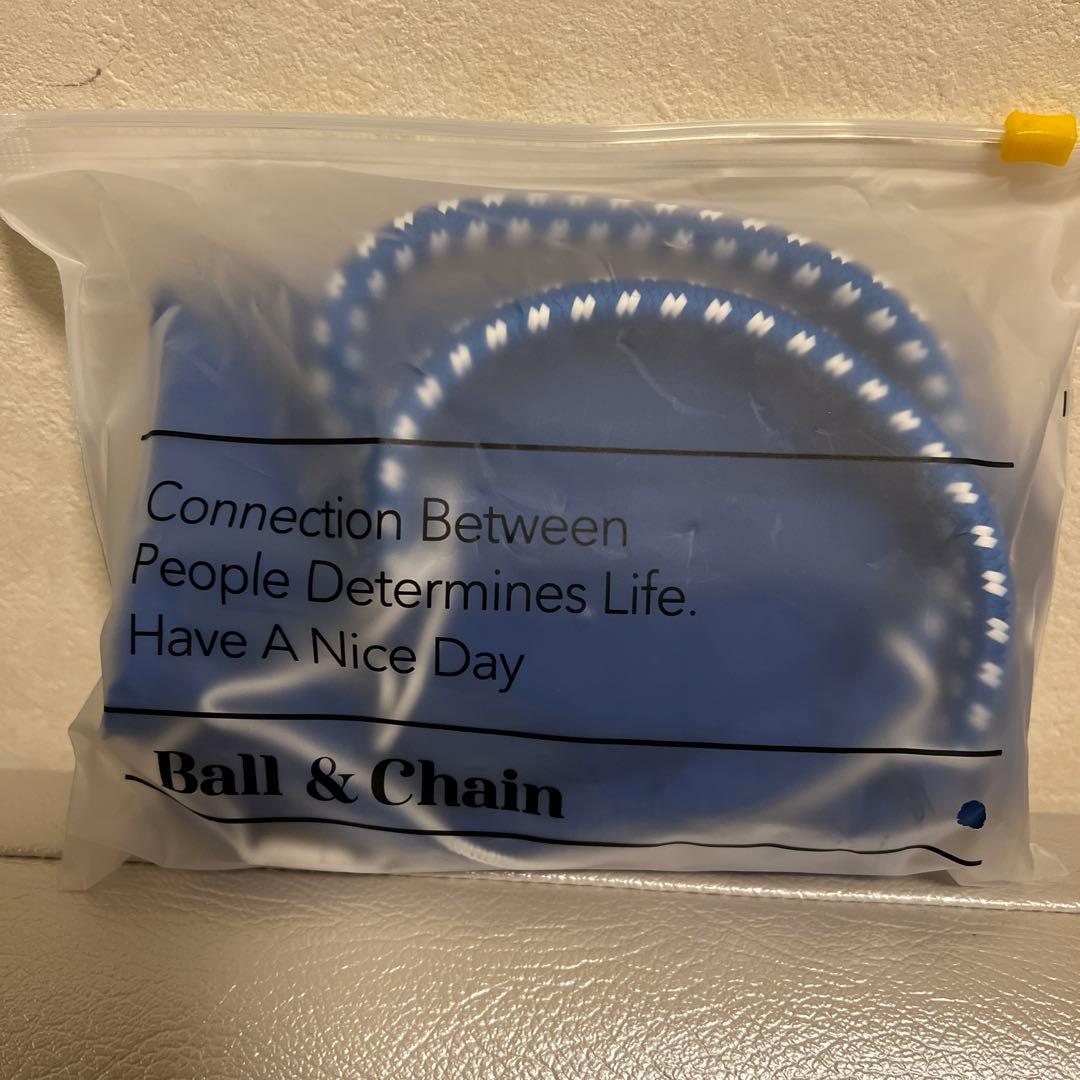 Connection Between
People Determines Life.
Have A Nice Day
Ball & Chain